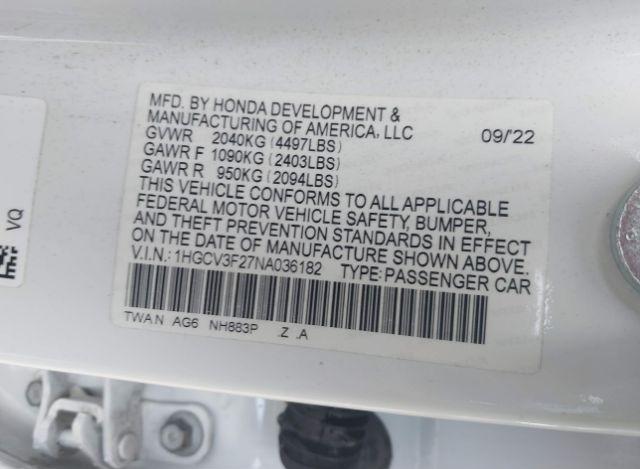 MFD. BY HONDA DEVELOPMENT &
MANUFACTURING OF AMERICA, LLC 09/'22
GVWR 2040KG (4497LBS)
GAWR F 1090KG (2403LBS)
GAWR R 950KG (2094LBS)
THIS VEHICLE CONFORMS TO ALL APPLICABLE
FEDERAL MOTOR VEHICLE SAFETY, BUMPER,
AND THEFT PREVENTION STANDARDS IN EFFECT
ON THE DATE OF MANUFACTURE SHOWN ABOVE.
V.I.N.: 1HGCV3F27NA036182 TYPE: PASSENGER CAR
TWA.N AG6 NH883P .Z .A
VQ